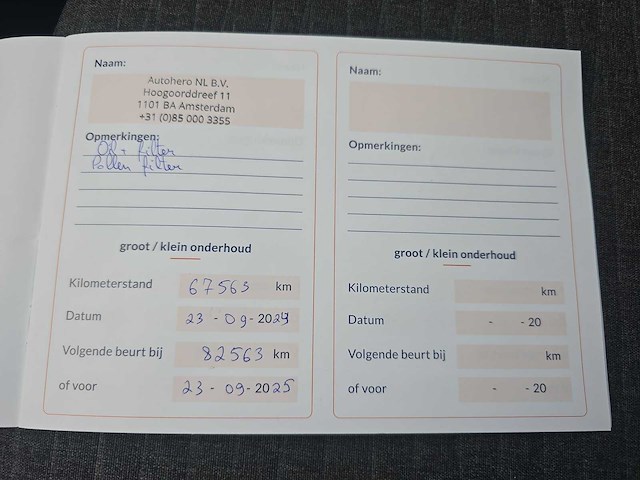 Naam:
Autohero NL B.V.
Hoogoorddreef 11
1101 BA Amsterdam
+31 (0)85 000 3355
Opmerkingen:
filter
Pollen filter
groot / klein onderhoud
Kilometerstand 67563 km
Datum 23 - 09 - 2024
Volgende beurt bij 82563 km
of voor 23 - 09 - 2025
Naam:
Opmerkingen:
groot / klein onderhoud
Kilometerstand km
Datum - - 20
Volgende beurt bij km
of voor - - 20